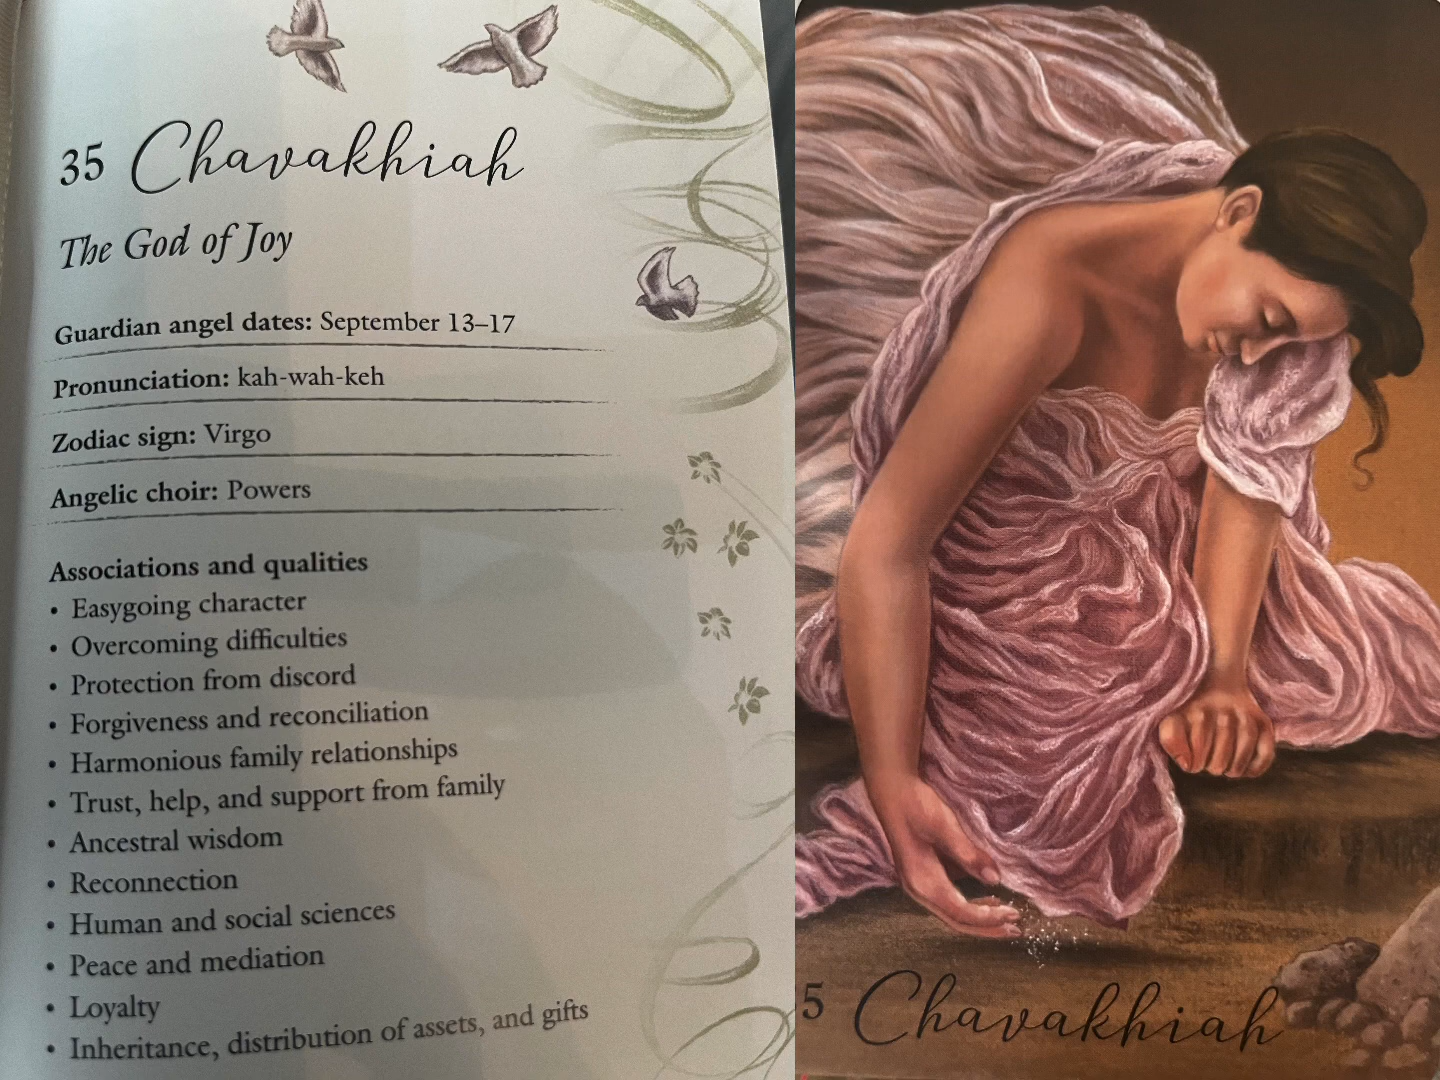 35 Chavakhiah
The God of Joy
Guardian angel dates: September 13–17
Pronunciation: kah-wah-keh
Zodiac sign: Virgo
Angelic choir: Powers
Associations and qualities
• Easygoing character
• Overcoming difficulties
• Protection from discord
• Forgiveness and reconciliation
• Harmonious family relationships
• Trust, help, and support from family
• Ancestral wisdom
• Reconnection
• Human and social sciences
• Peace and mediation
• Loyalty
• Inheritance, distribution of assets, and gifts
5 Chavakhiah